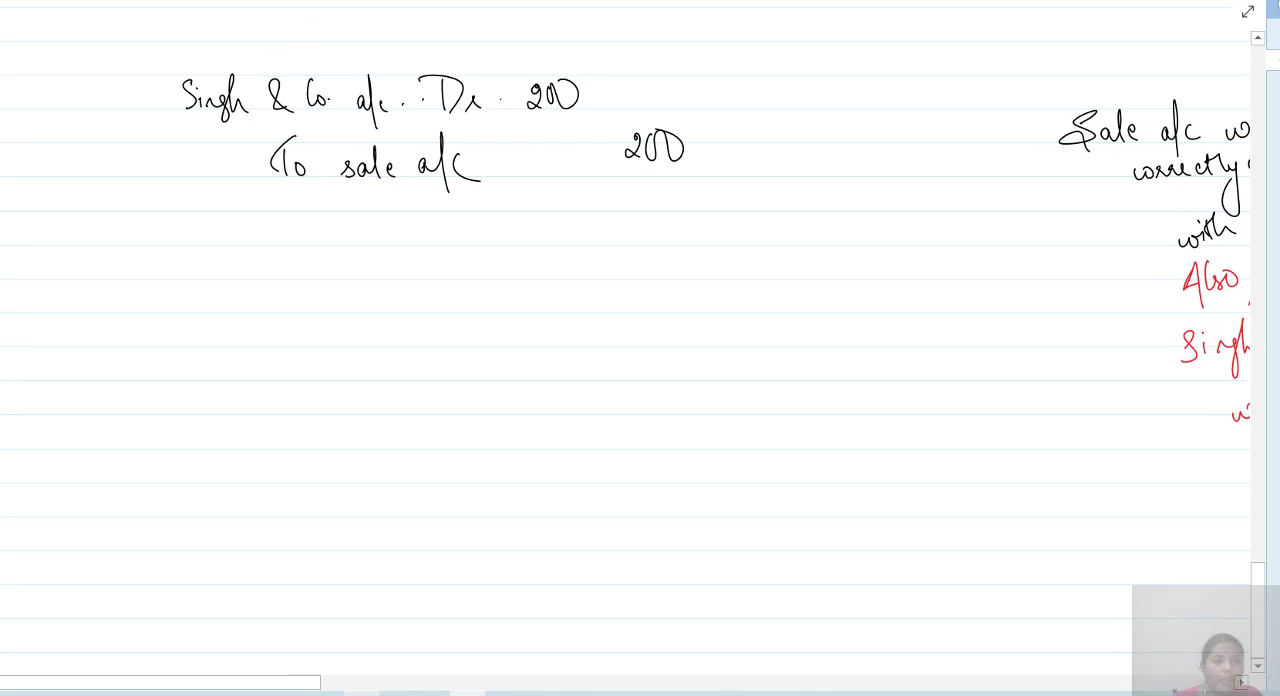 Singh & Co. a/c. . Dr . 200
To sale a/c 200
Sale a/c w
correctly
with
Also
Singh
w